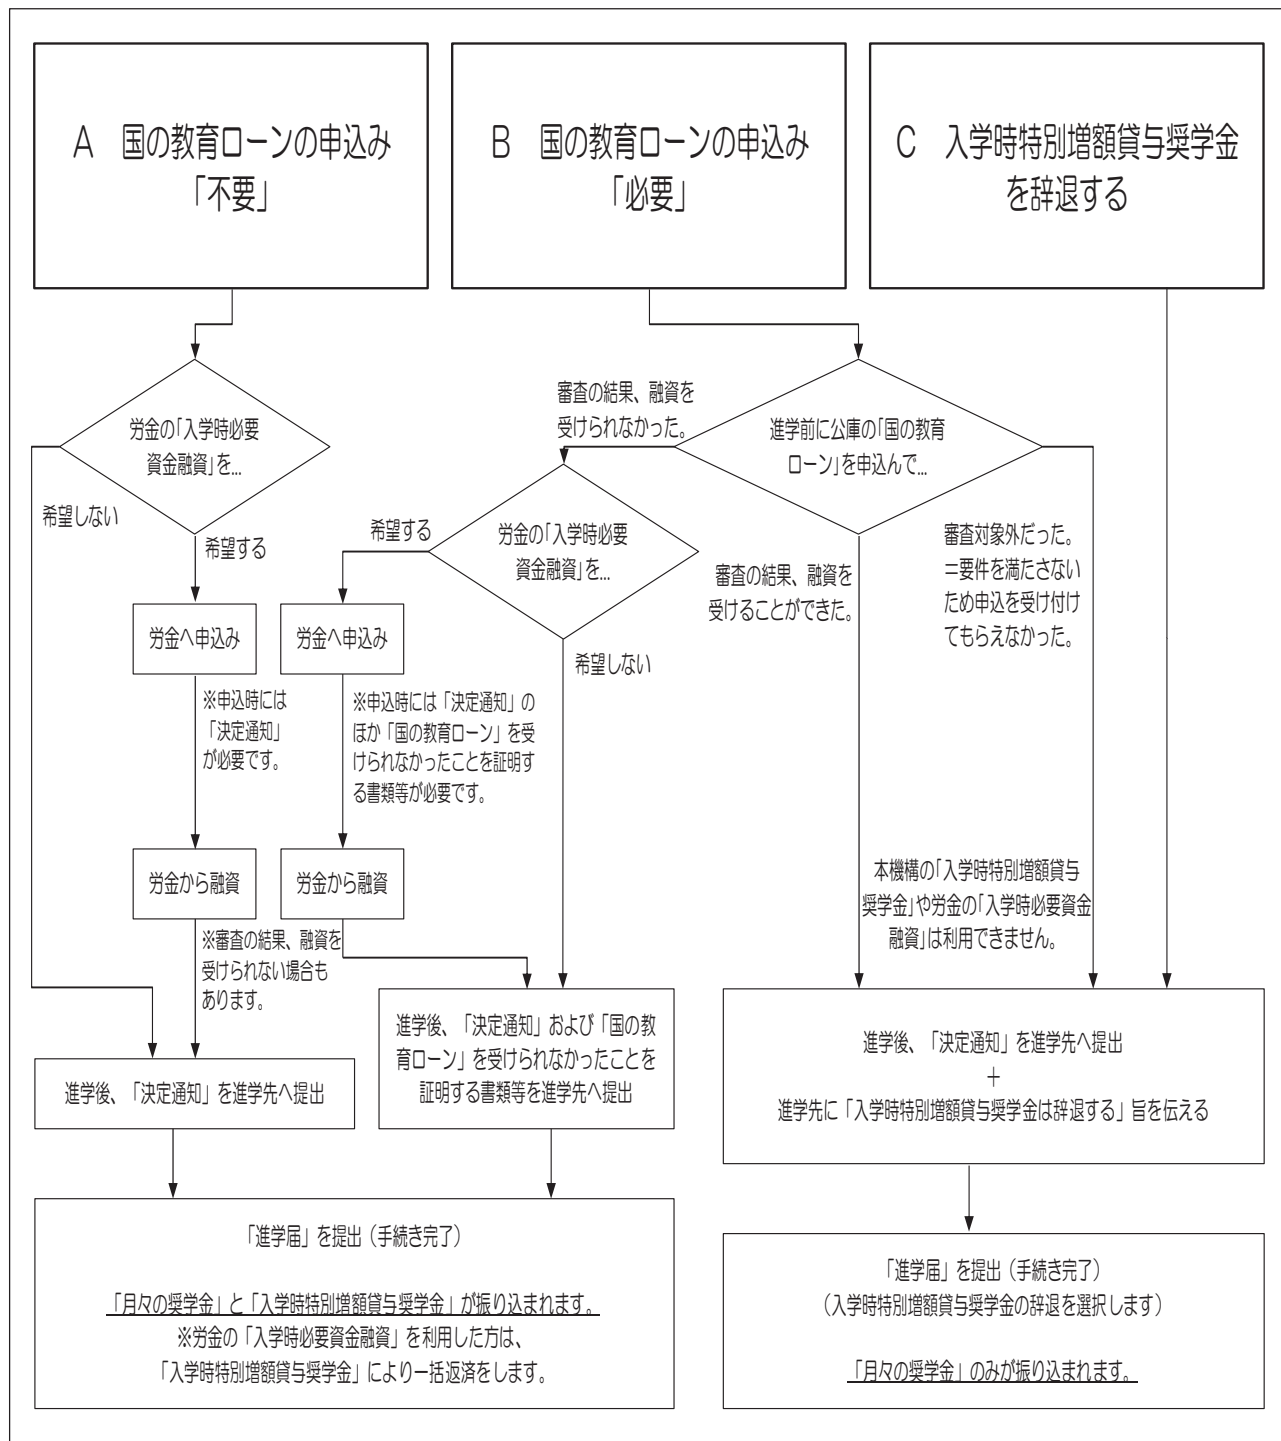 A　国の教育ローンの申込み
「不要」
B　国の教育ローンの申込み
「必要」
C　入学時特別増額貸与奨学金
を辞退する
労金の「入学時必要
資金融資」を…
希望しない
希望する
労金へ申込み
※申込時には
「決定通知」
が必要です。
労金から融資
※審査の結果、融資を
受けられない場合も
あります。
進学後、「決定通知」を進学先へ提出
審査の結果、融資を
受けられなかった。
進学前に公庫の「国の教育
ローン」を申込んで…
労金の「入学時必要
資金融資」を…
希望する
労金へ申込み
※申込時には「決定通知」の
ほか「国の教育ローン」を受
けられなかったことを証明す
る書類等が必要です。
労金から融資
希望しない
進学後、「決定通知」および「国の教
育ローン」を受けられなかったことを
証明する書類等を進学先へ提出
審査の結果、融資を
受けることができた。
審査対象外だった。
＝要件を満たさない
ため申込を受け付け
てもらえなかった。
本機構の「入学時特別増額貸与
奨学金」や労金の「入学時必要資金
融資」は利用できません。
進学後、「決定通知」を進学先へ提出
＋
進学先に「入学時特別増額貸与奨学金は辞退する」旨を伝える
「進学届」を提出（手続き完了）
「月々の奨学金」と「入学時特別増額貸与奨学金」が振り込まれます。
※労金の「入学時必要資金融資」を利用した方は、
「入学時特別増額貸与奨学金」により一括返済をします。
「進学届」を提出（手続き完了）
（入学時特別増額貸与奨学金の辞退を選択します）
「月々の奨学金」のみが振り込まれます。